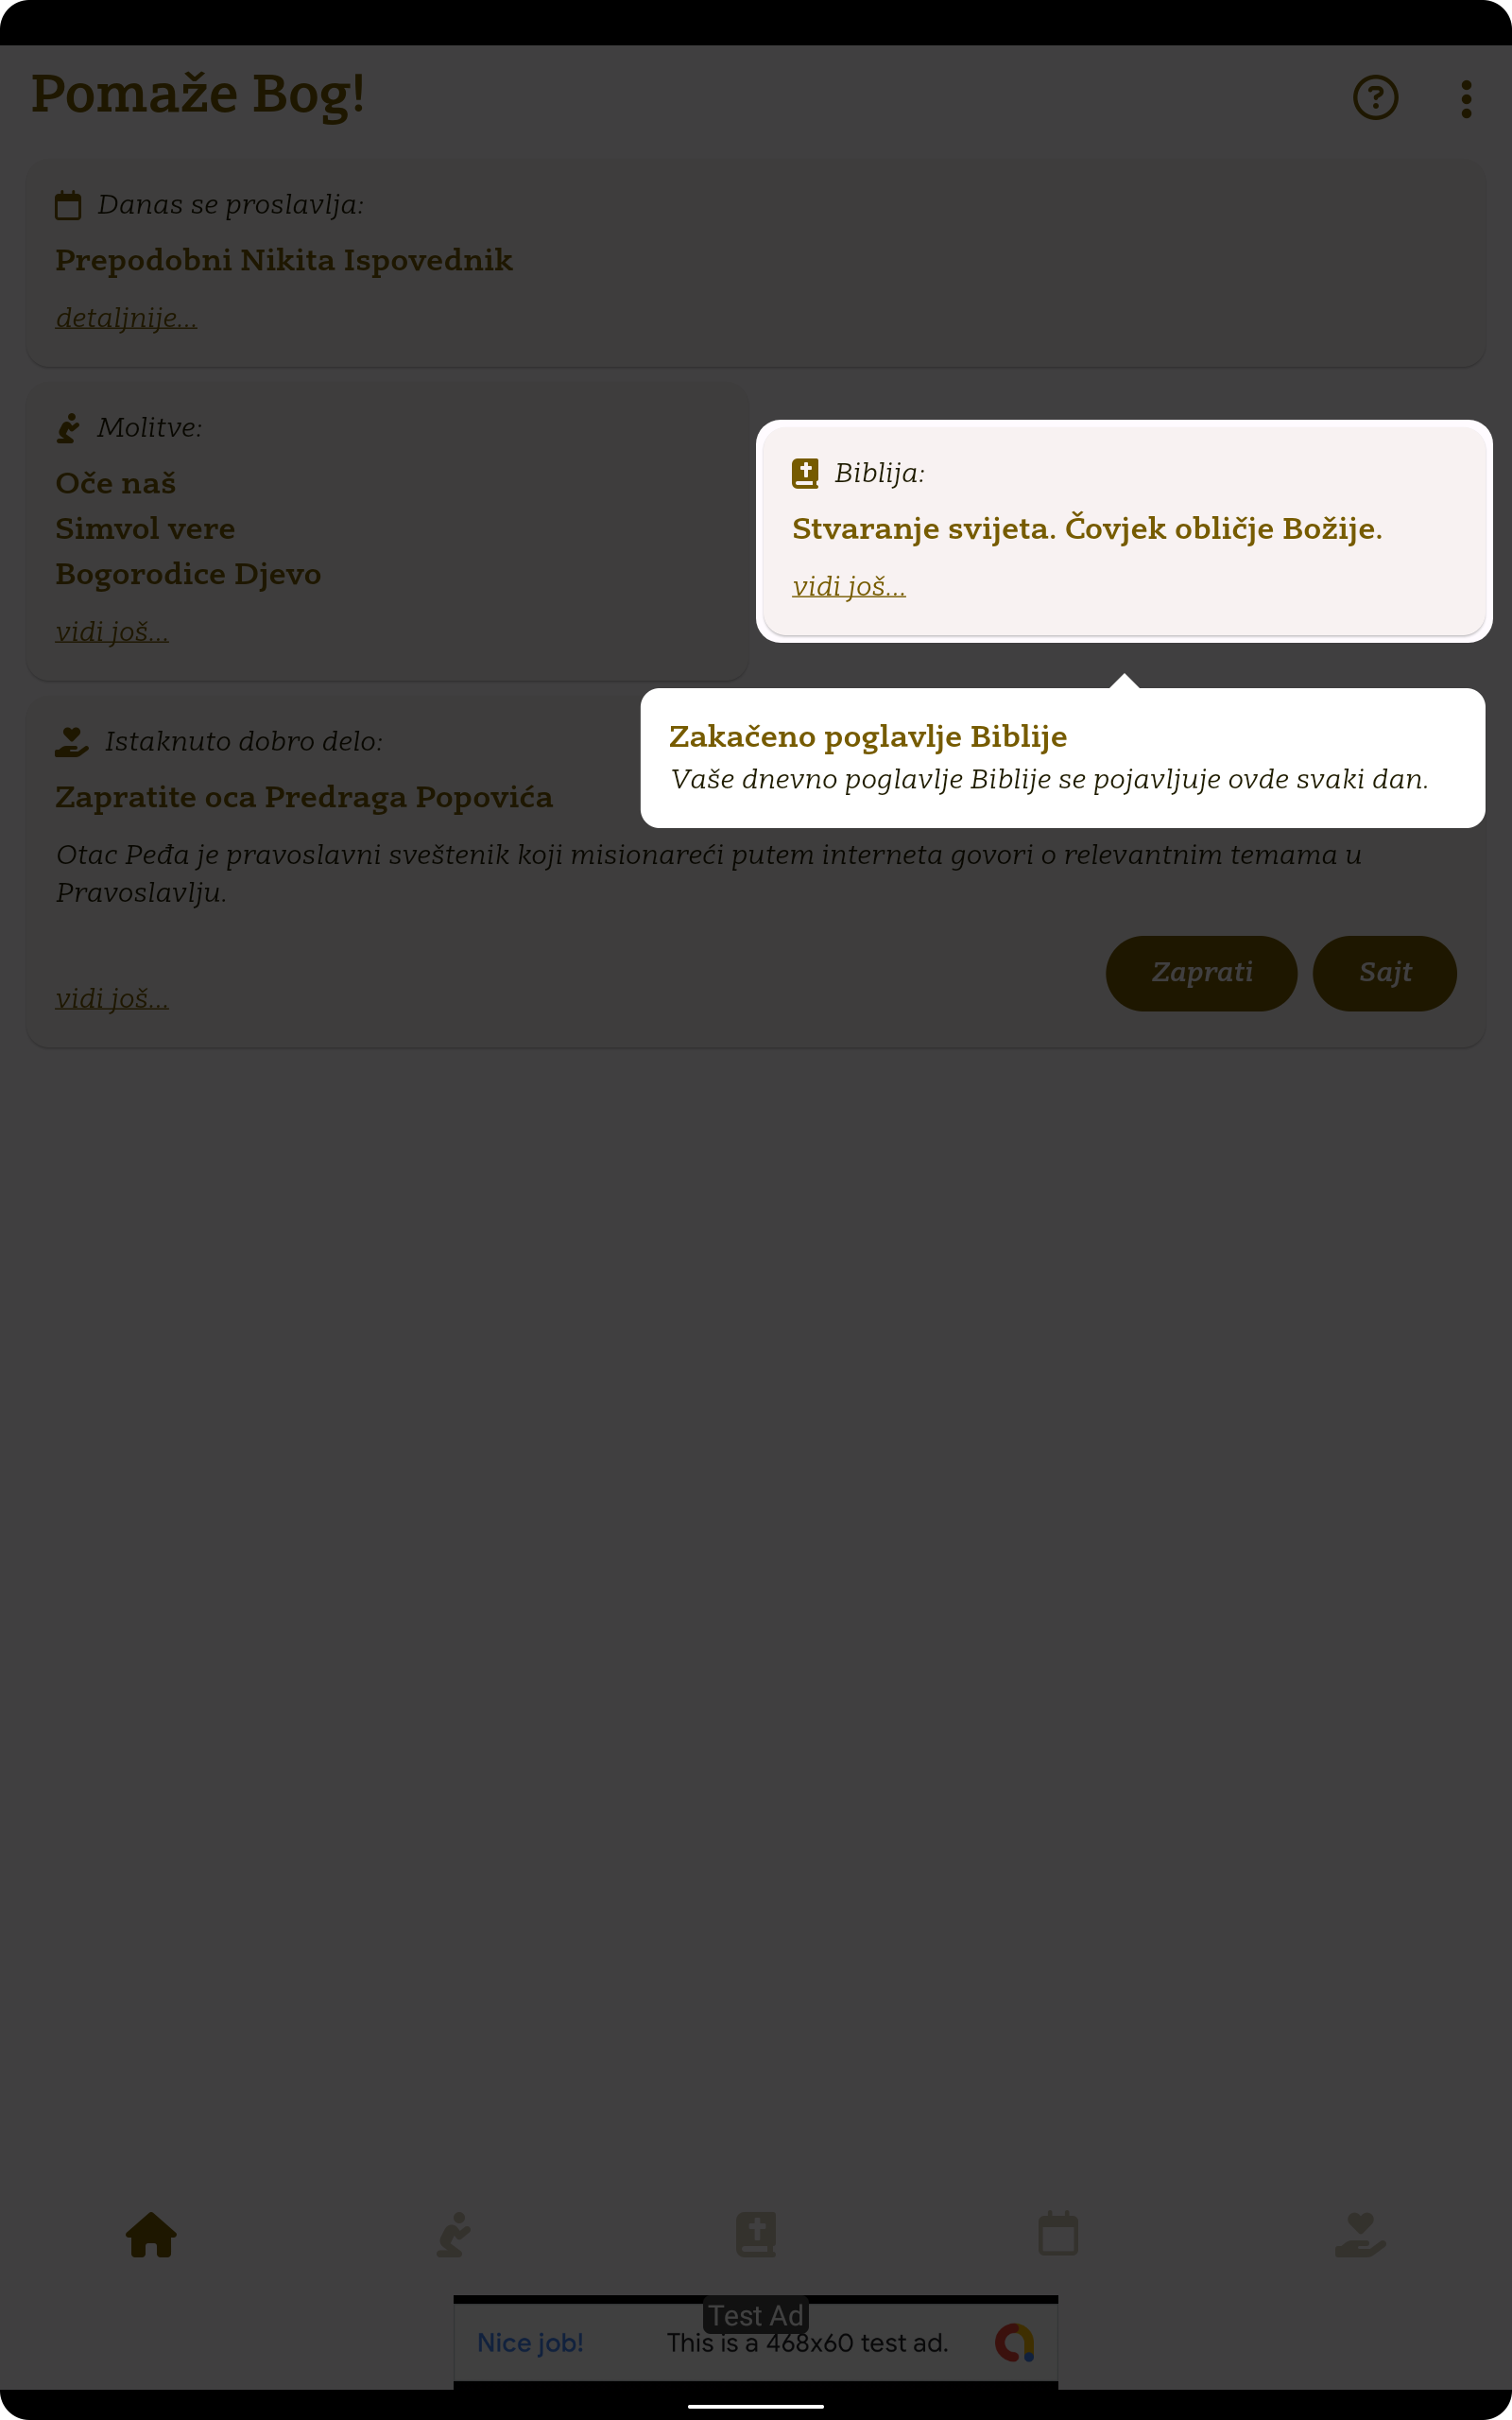 Pomaže Bog!
Danas se proslavlja:
Prepodobni Nikita Ispovednik
detaljnije...
Molitve:
Oče naš
Simvol vere
Bogorodice Djevo
vidi još...
Biblija:
Stvaranje svijeta. Čovjek obličje Božije.
vidi još...
Zakačeno poglavlje Biblije
Vaše dnevno poglavlje Biblije se pojavljuje ovde svaki dan.
Istaknuto dobro delo:
Zapratite oca Predraga Popovića
Otac Peđa je pravoslavni sveštenik koji misionareći putem interneta govori o relevantnim temama u
Pravoslavlju.
Zaprati
Sajt
vidi još...
Test Ad
Nice job!
This is a 468x60 test ad.